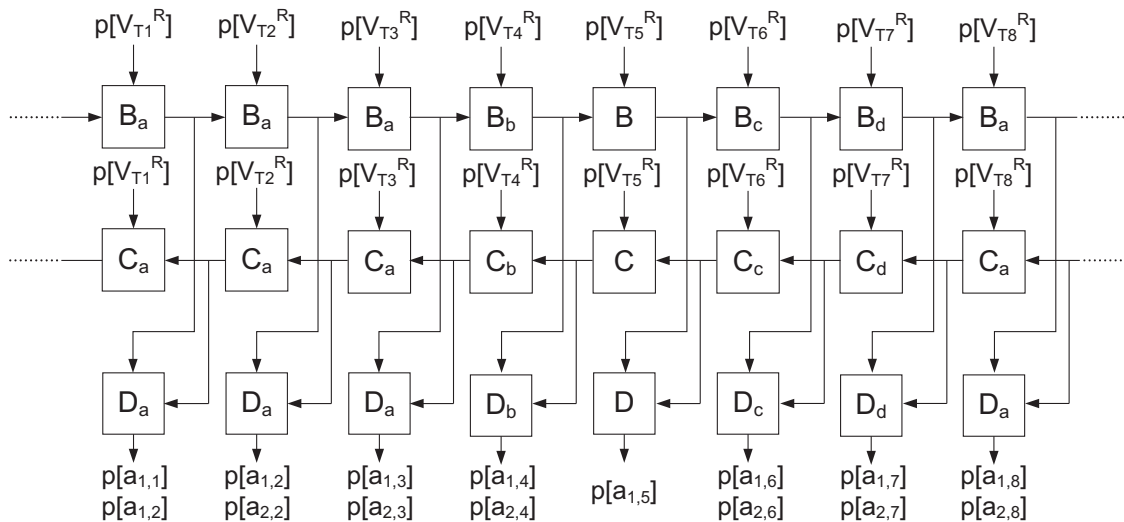 p[V_T1^R] p[V_T2^R] p[V_T3^R] p[V_T4^R] p[V_T5^R] p[V_T6^R] p[V_T7^R] p[V_T8^R]
B_a B_a B_a B_b B B_c B_d B_a
p[V_T1^R] p[V_T2^R] p[V_T3^R] p[V_T4^R] p[V_T5^R] p[V_T6^R] p[V_T7^R] p[V_T8^R]
C_a C_a C_a C_b C C_c C_d C_a
D_a D_a D_a D_b D D_c D_d D_a
p[a_1,1] p[a_1,2] p[a_1,3] p[a_1,4] p[a_1,5] p[a_1,6] p[a_1,7] p[a_1,8]
p[a_1,2] p[a_2,2] p[a_2,3] p[a_2,4] p[a_2,6] p[a_2,7] p[a_2,8]